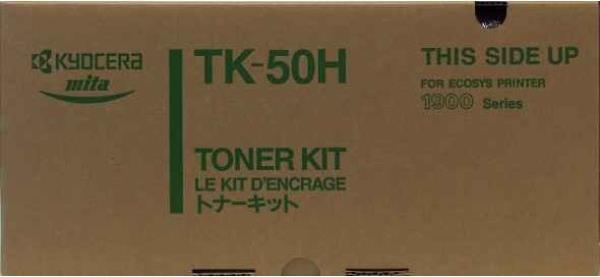 KYOCERA
mita
TK-50H
TONER KIT
LE KIT D'ENCRAGE
トナーキット
THIS SIDE UP
FOR ECOSYS PRINTER
1900 Series